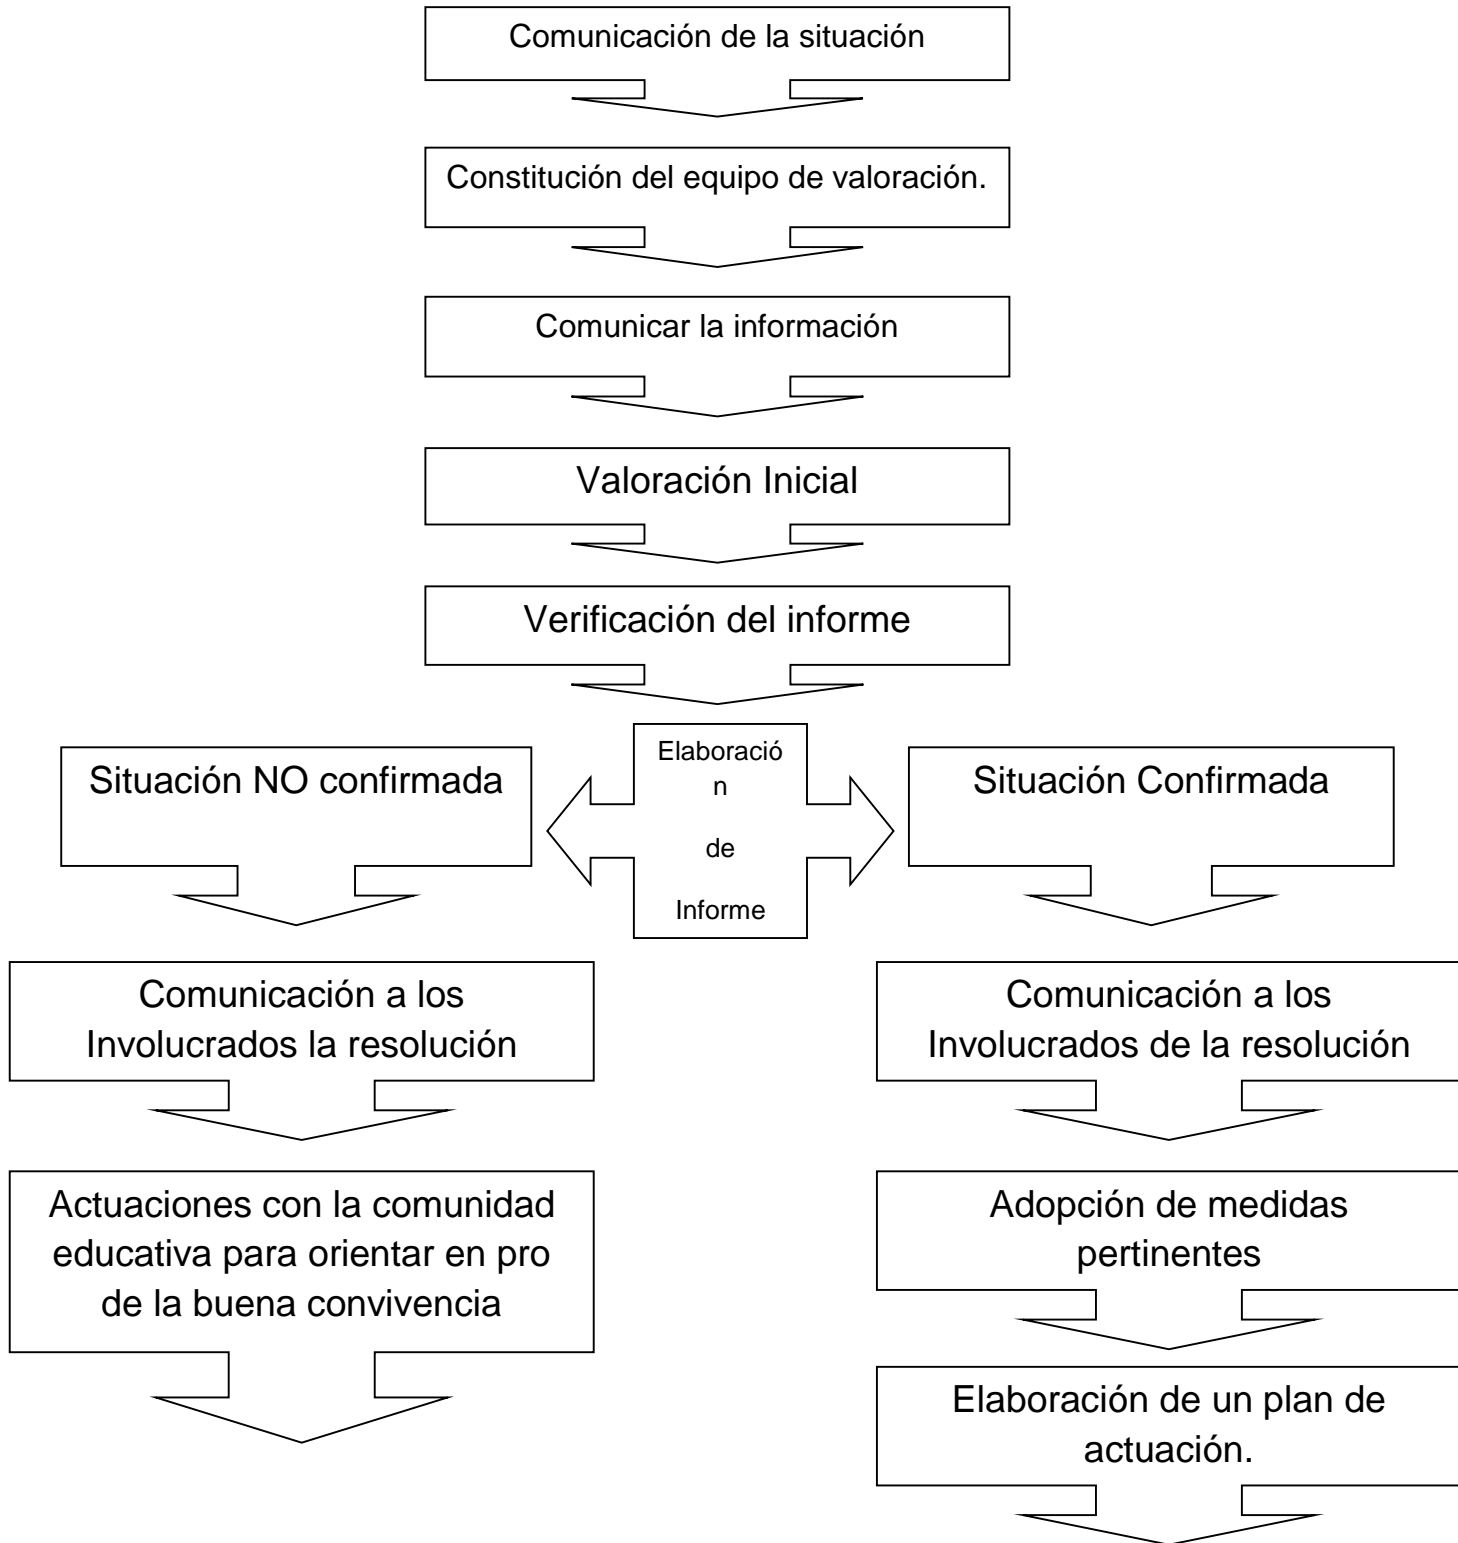 Comunicación de la situación
Constitución del equipo de valoración.
Comunicar la información
Valoración Inicial
Verificación del informe
Elaboració
n
de
Informe
Situación NO confirmada
Situación Confirmada
Comunicación a los
Involucrados la resolución
Comunicación a los
Involucrados de la resolución
Actuaciones con la comunidad
educativa para orientar en pro
de la buena convivencia
Adopción de medidas
pertinentes
Elaboración de un plan de
actuación.